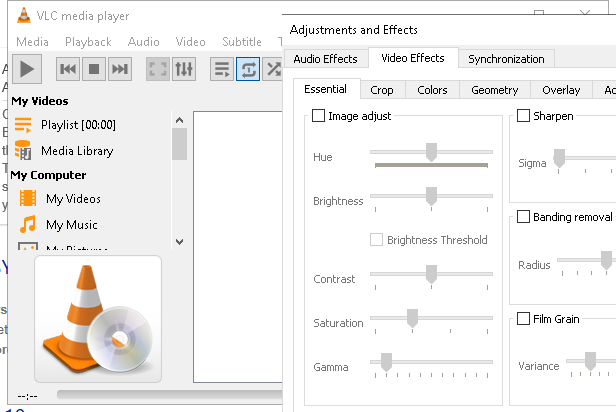 VLC media player
Media Playback Audio Video Subtitle
My Videos
Playlist [00:00]
Media Library
My Computer
My Videos
My Music
My Pictures
--:--
Adjustments and Effects
Audio Effects Video Effects Synchronization
Essential Crop Colors Geometry Overlay
Image adjust
Hue
Brightness
Brightness Threshold
Contrast
Saturation
Gamma
Sharpen
Sigma
Banding removal
Radius
Film Grain
Variance